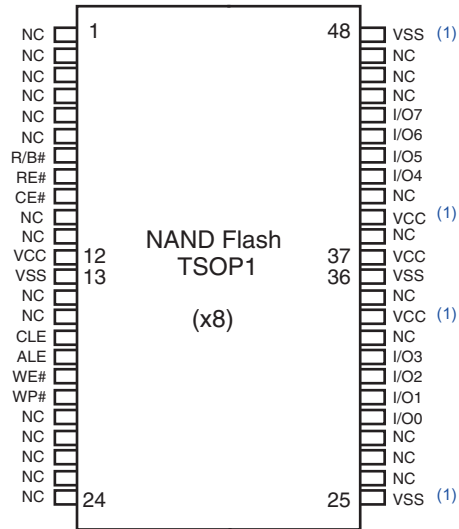 NC 1 48 VSS (1)
NC NC
NC NC
NC NC
NC I/O7
NC I/O6
R/B# I/O5
RE# I/O4
CE# NC
NC VCC (1)
NC NC
VCC 12 37 VCC
VSS 13 36 VSS
NC NC
NC VCC (1)
CLE NC
ALE I/O3
WE# I/O2
WP# I/O1
NC I/O0
NC NC
NC NC
NC NC
NC 24 25 VSS (1)
NAND Flash
TSOP1
(x8)